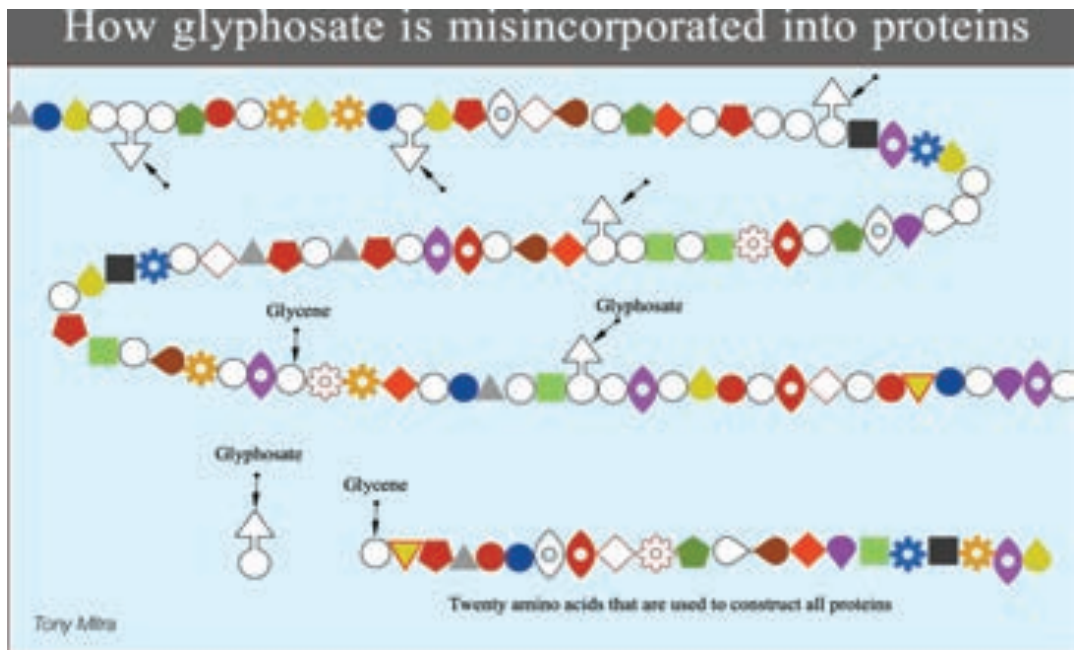 How glyphosate is misincorporated into proteins
Glycene
Glyphosate
Glyphosate
Glycene
Twenty amino acids that are used to construct all proteins
Tony Mitra